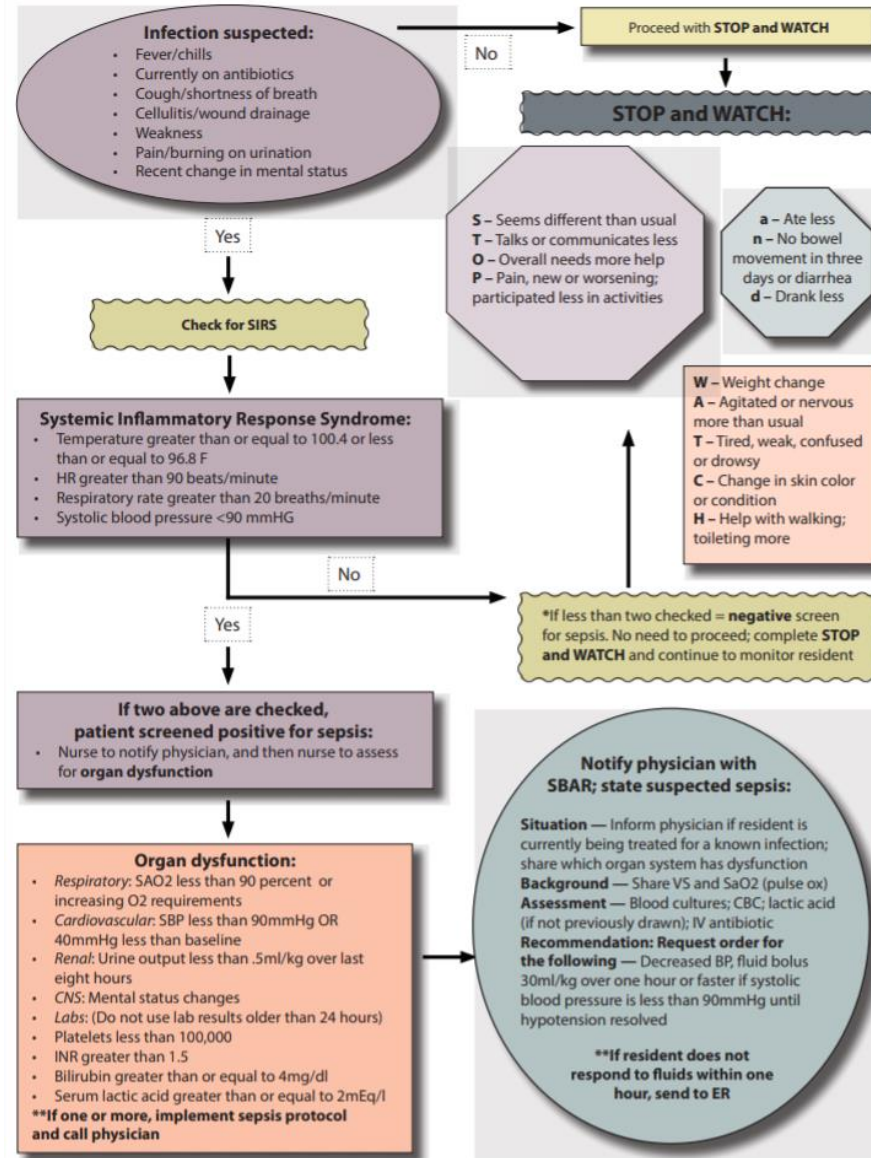 Infection suspected:
• Fever/chills
• Currently on antibiotics
• Cough/shortness of breath
• Cellulitis/wound drainage
• Weakness
• Pain/burning on urination
• Recent change in mental status
No
Proceed with STOP and WATCH
STOP and WATCH:
S – Seems different than usual
T – Talks or communicates less
O – Overall needs more help
P – Pain, new or worsening;
participated less in activities
a – Ate less
n – No bowel
movement in three
days or diarrhea
d – Drank less
W – Weight change
A – Agitated or nervous
more than usual
T – Tired, weak, confused
or drowsy
C – Change in skin color
or condition
H – Help with walking;
toileting more
Yes
Check for SIRS
Systemic Inflammatory Response Syndrome:
• Temperature greater than or equal to 100.4 or less
than or equal to 96.8 F
• HR greater than 90 beats/minute
• Respiratory rate greater than 20 breaths/minute
• Systolic blood pressure <90 mmHG
No
*If less than two checked = negative screen
for sepsis. No need to proceed; complete STOP
and WATCH and continue to monitor resident
Yes
If two above are checked,
patient screened positive for sepsis:
• Nurse to notify physician, and then nurse to assess
for organ dysfunction
Organ dysfunction:
• Respiratory: SAO2 less than 90 percent or
increasing O2 requirements
• Cardiovascular: SBP less than 90mmHg OR
40mmHg less than baseline
• Renal: Urine output less than .5ml/kg over last
eight hours
• CNS: Mental status changes
• Labs: (Do not use lab results older than 24 hours)
• Platelets less than 100,000
• INR greater than 1.5
• Bilirubin greater than or equal to 4mg/dl
• Serum lactic acid greater than or equal to 2mEq/l
**If one or more, implement sepsis protocol
and call physician
Notify physician with
SBAR; state suspected sepsis:
Situation — Inform physician if resident is
currently being treated for a known infection;
share which organ system has dysfunction
Background — Share VS and SaO2 (pulse ox)
Assessment — Blood cultures; CBC; lactic acid
(if not previously drawn); IV antibiotic
Recommendation: Request order for
the following — Decreased BP, fluid bolus
30ml/kg over one hour or faster if systolic
blood pressure is less than 90mmHg until
hypotension resolved
**If resident does not
respond to fluids within one
hour, send to ER